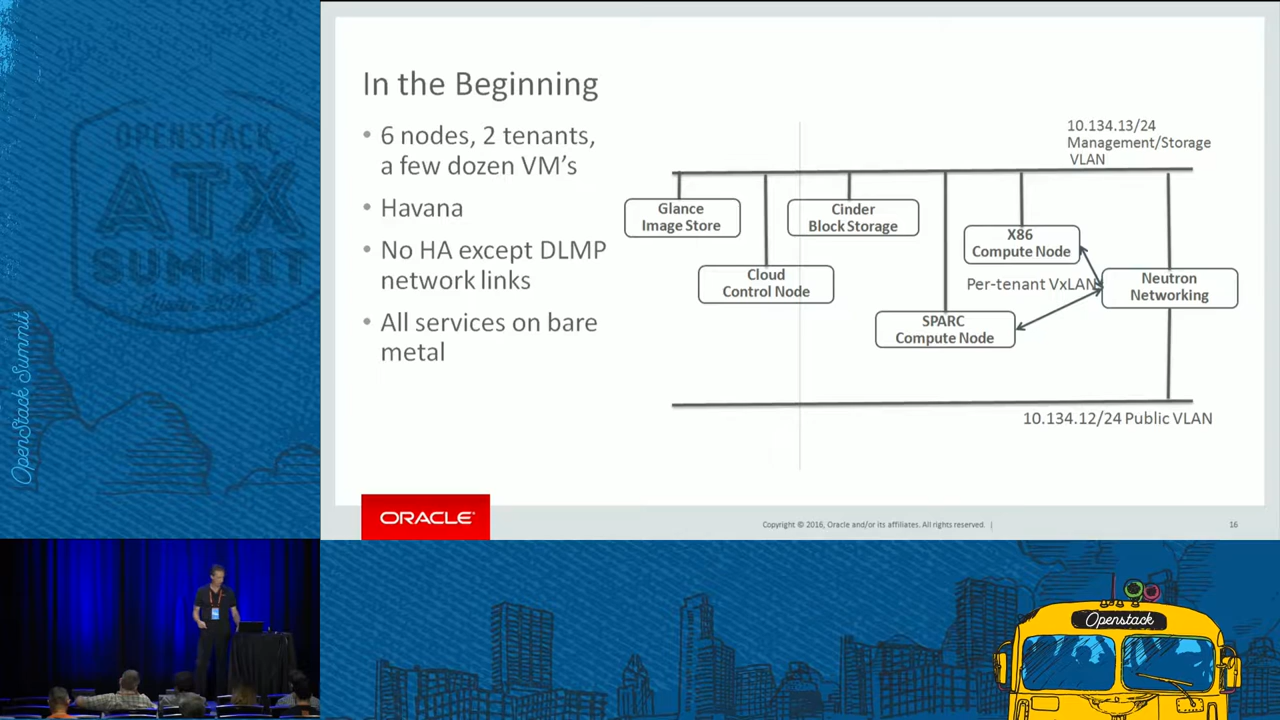 OPENSTACK
ATX
SUMMIT
OpenStack Summit
In the Beginning
• 6 nodes, 2 tenants,
a few dozen VM's
• Havana
• No HA except DLMP
network links
• All services on bare
metal
10.134.13/24
Management/Storage
VLAN
Glance
Image Store
Cinder
Block Storage
X86
Compute Node
Cloud
Control Node
Per-tenant VxLAN
Neutron
Networking
SPARC
Compute Node
10.134.12/24 Public VLAN
ORACLE
Copyright © 2016, Oracle and/or its affiliates. All rights reserved. |
16
Openstack